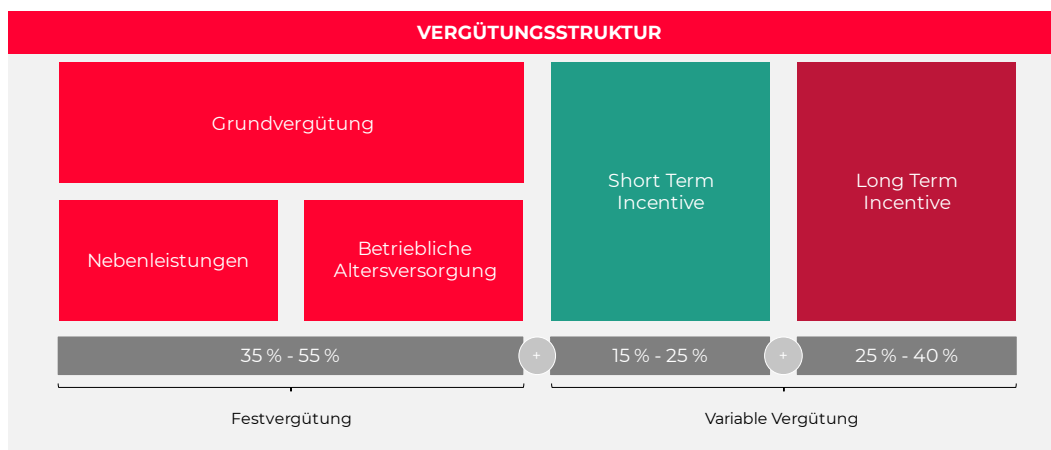 VERGÜTUNGSSTRUKTUR
Grundvergütung
Nebenleistungen
Betriebliche
Altersversorgung
Short Term
Incentive
Long Term
Incentive
35 % - 55 %
+
15 % - 25 %
+
25 % - 40 %
Festvergütung
Variable Vergütung